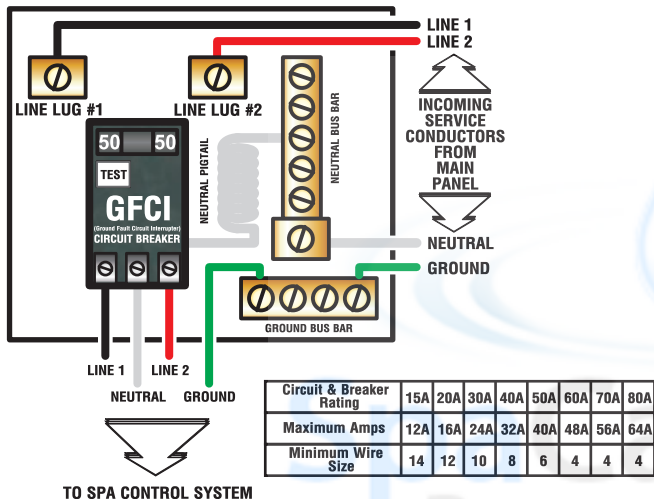 LINE 1
LINE 2
LINE LUG #1
LINE LUG #2
INCOMING
SERVICE
CONDUCTORS
FROM
MAIN
PANEL
NEUTRAL BUS BAR
NEUTRAL PIGTAIL
50 50
TEST
GFCI
(Ground Fault Circuit Interrupter)
CIRCUIT BREAKER
NEUTRAL
GROUND
GROUND BUS BAR
LINE 1
LINE 2
NEUTRAL
GROUND
TO SPA CONTROL SYSTEM
Circuit & Breaker
Rating
15A 20A 30A 40A 50A 60A 70A 80A
Maximum Amps 12A 16A 24A 32A 40A 48A 56A 64A
Minimum Wire
Size
14 12 10 8 6 4 4 4